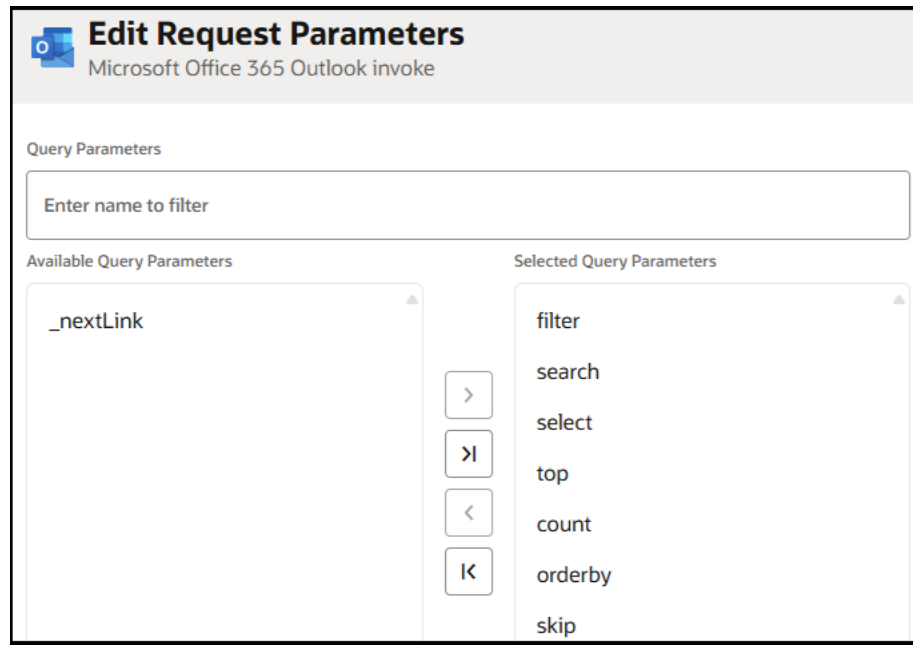 Edit Request Parameters
Microsoft Office 365 Outlook invoke
Query Parameters
Enter name to filter
Available Query Parameters
Selected Query Parameters
_nextLink
filter
search
select
top
count
orderby
skip